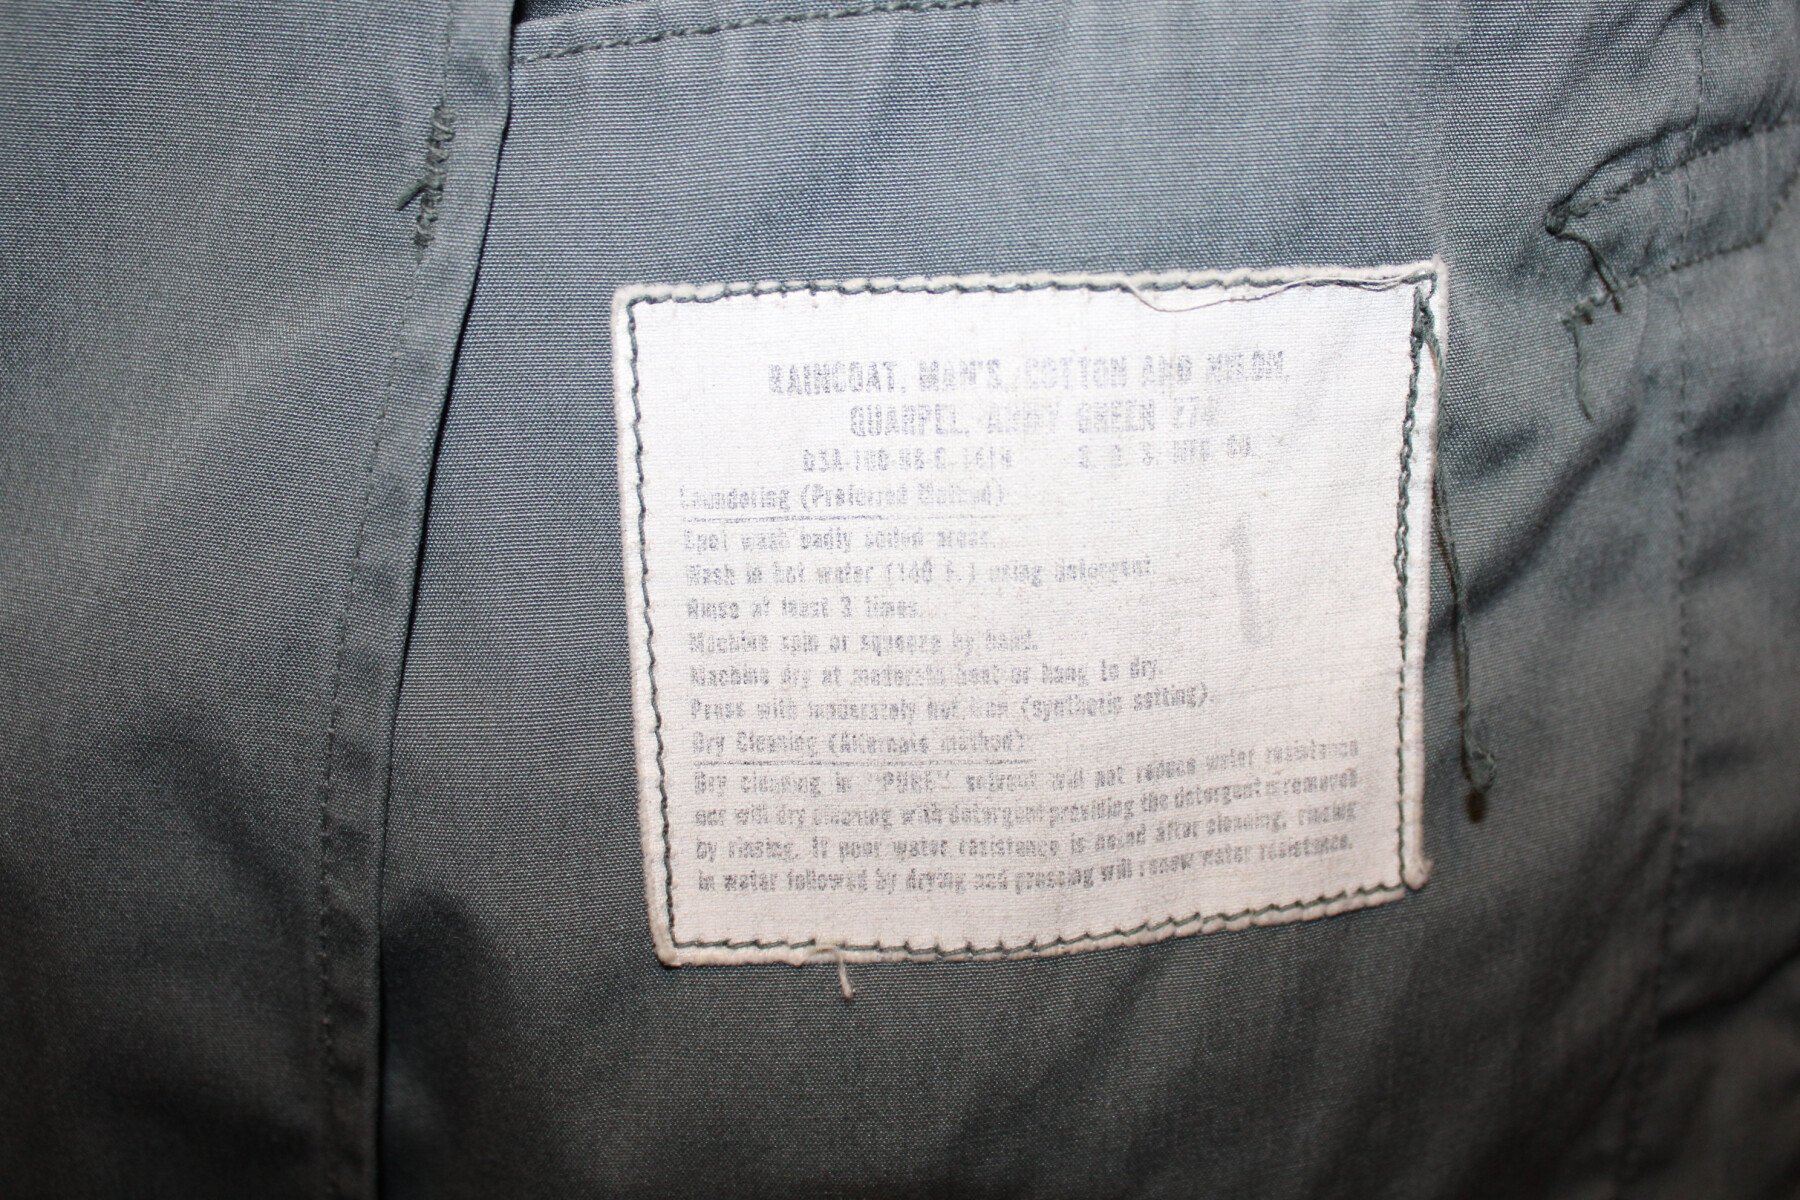 RAINCOAT, MAN'S, COTTON AND NYLON,
QUARPEL, ARMY GREEN 274
MFG. CO.
Laundering (Preferred Method)
Spot wash badly soiled areas.
Wash in hot water (140 F.) using detergent.
Rinse at least 3 times.
Machine spin or squeeze by hand.
Machine dry at moderate heat or hang to dry.
Press with moderately hot iron (synthetic setting).
Dry Cleaning (Alternate method)
Dry cleaning in "PURE" solvent will not reduce water resistance
nor will dry cleaning with detergent providing the detergent is removed
by rinsing. If poor water resistance is noted after cleaning, rinsing
in water followed by drying and pressing will renew water resistance.